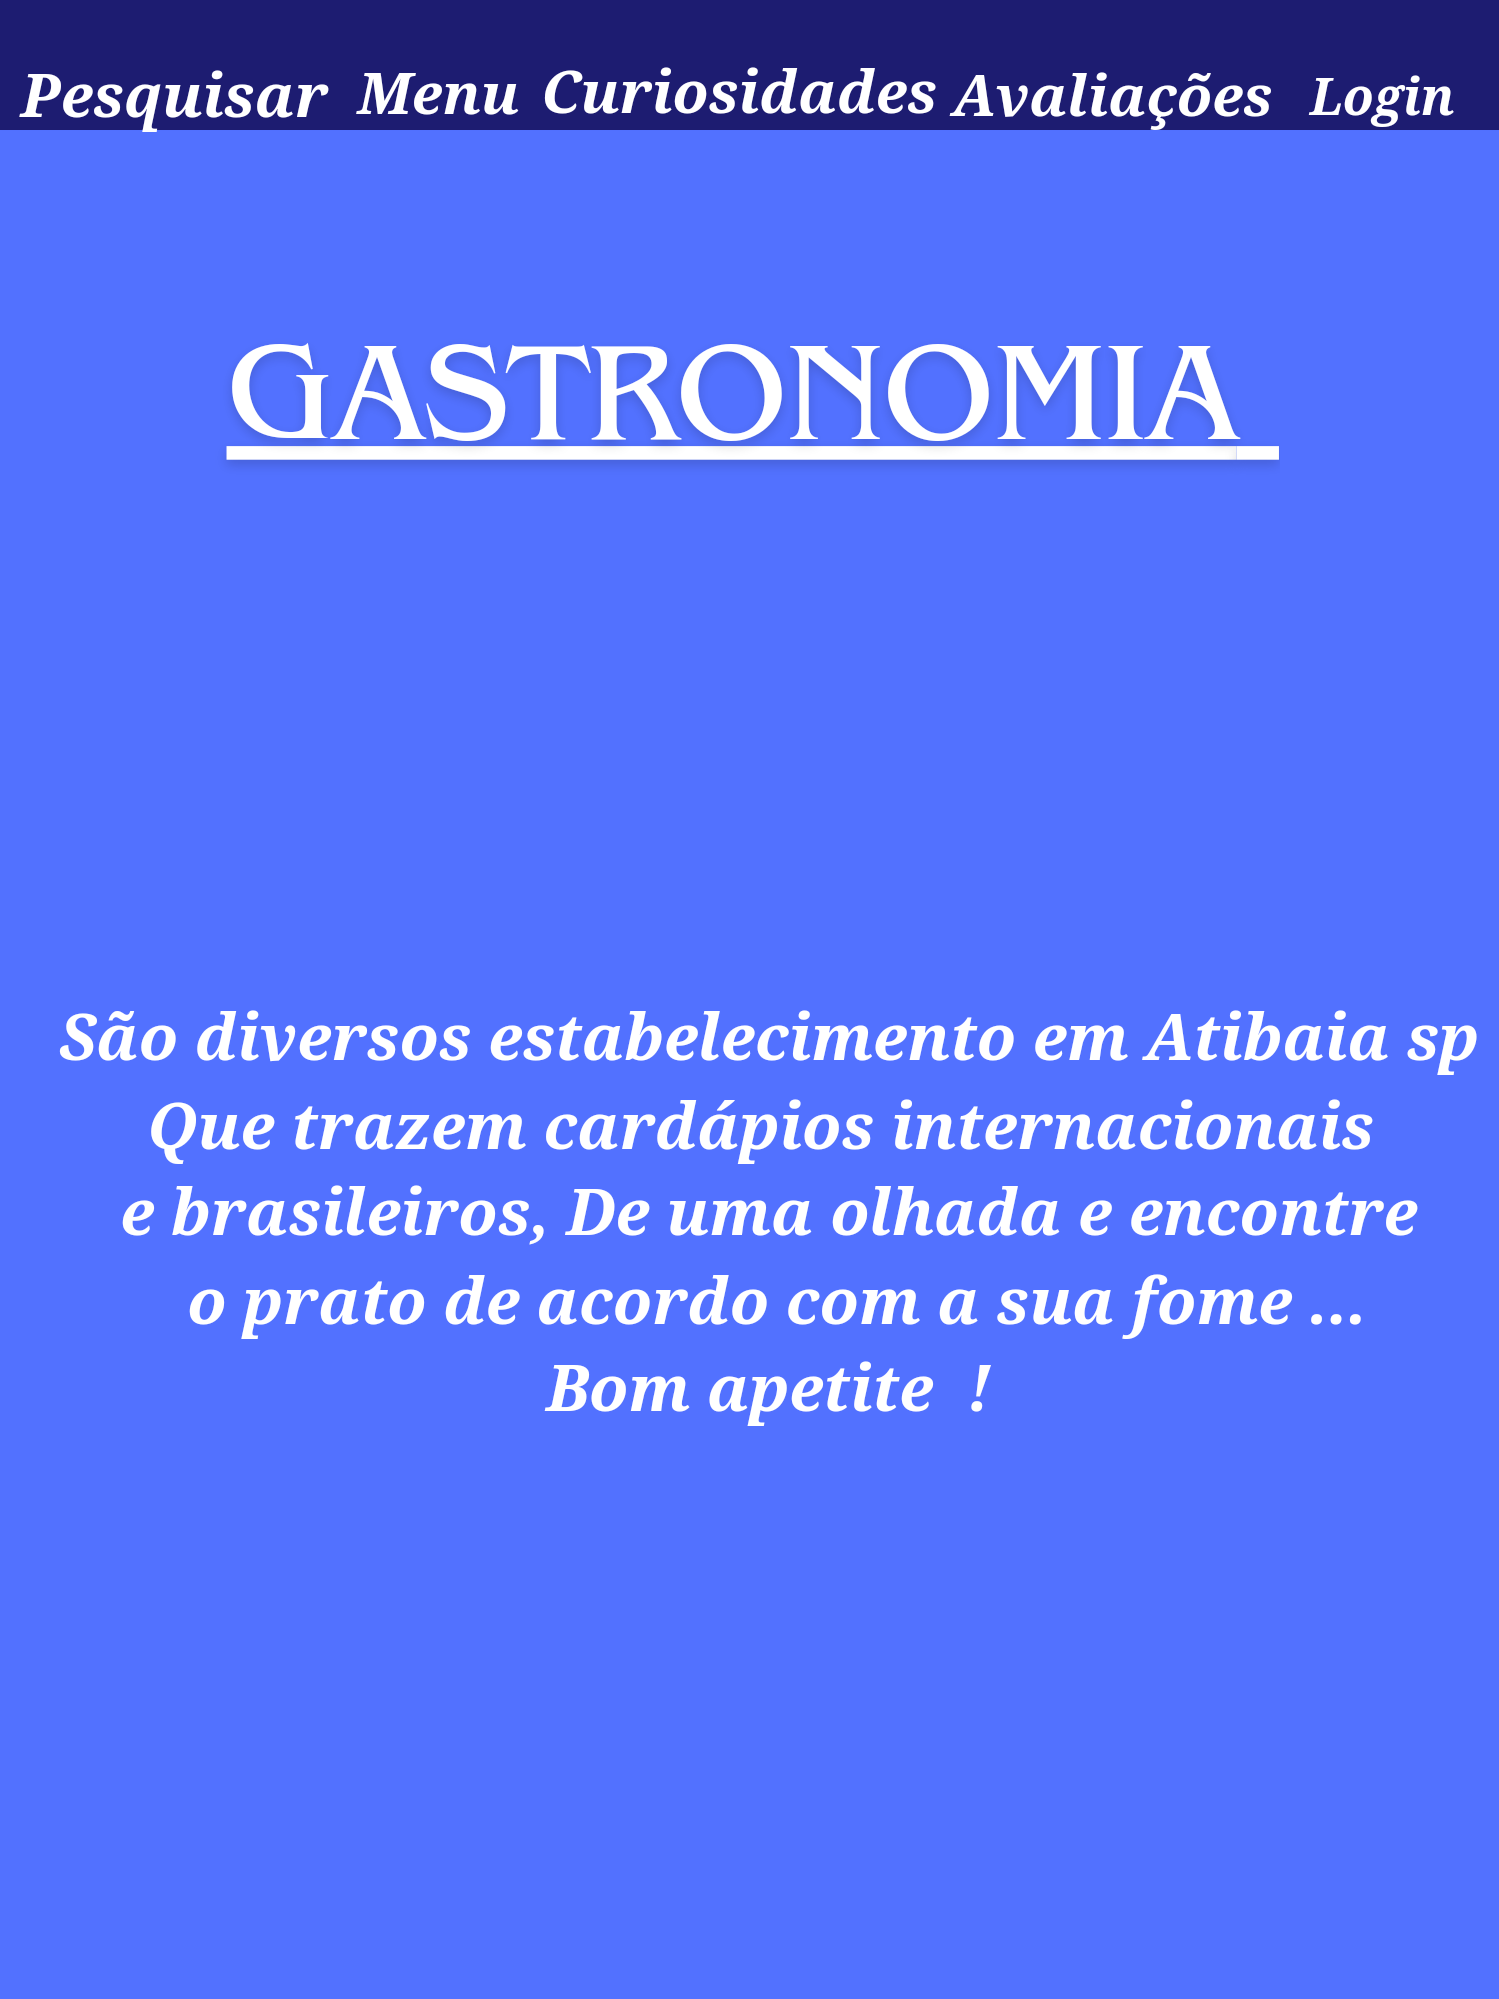 Pesquisar Menu Curiosidades Avaliações Login
GASTRONOMIA
São diversos estabelecimento em Atibaia sp
Que trazem cardápios internacionais
e brasileiros, De uma olhada e encontre
o prato de acordo com a sua fome ...
Bom apetite !